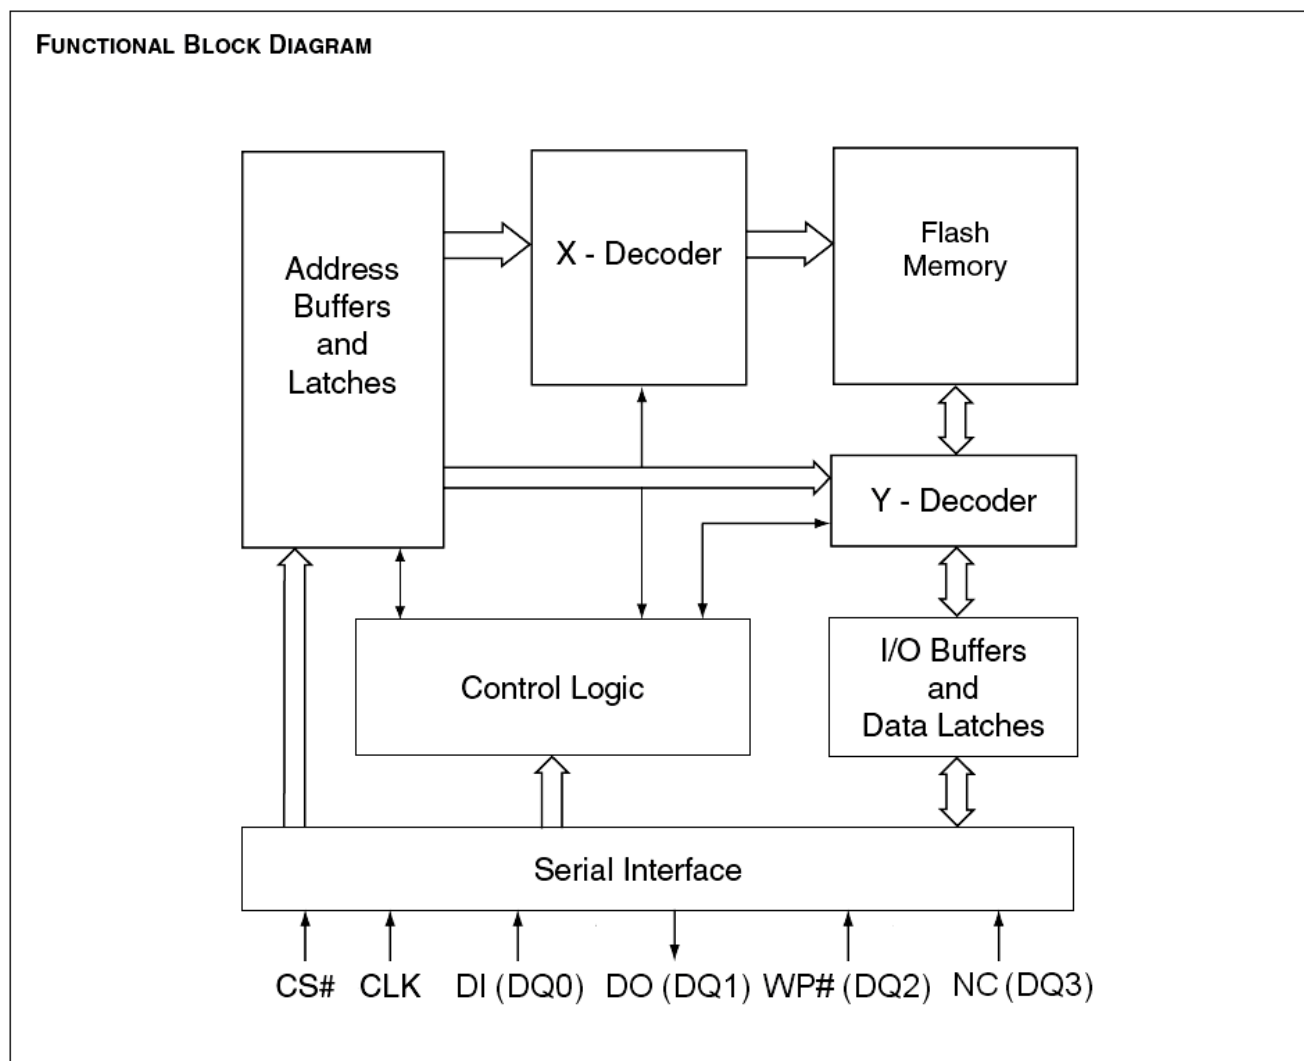 FUNCTIONAL BLOCK DIAGRAM
Address
Buffers
and
Latches
X - Decoder
Flash
Memory
Y - Decoder
I/O Buffers
and
Data Latches
Control Logic
Serial Interface
CS# CLK DI (DQ0) DO (DQ1) WP# (DQ2) NC (DQ3)